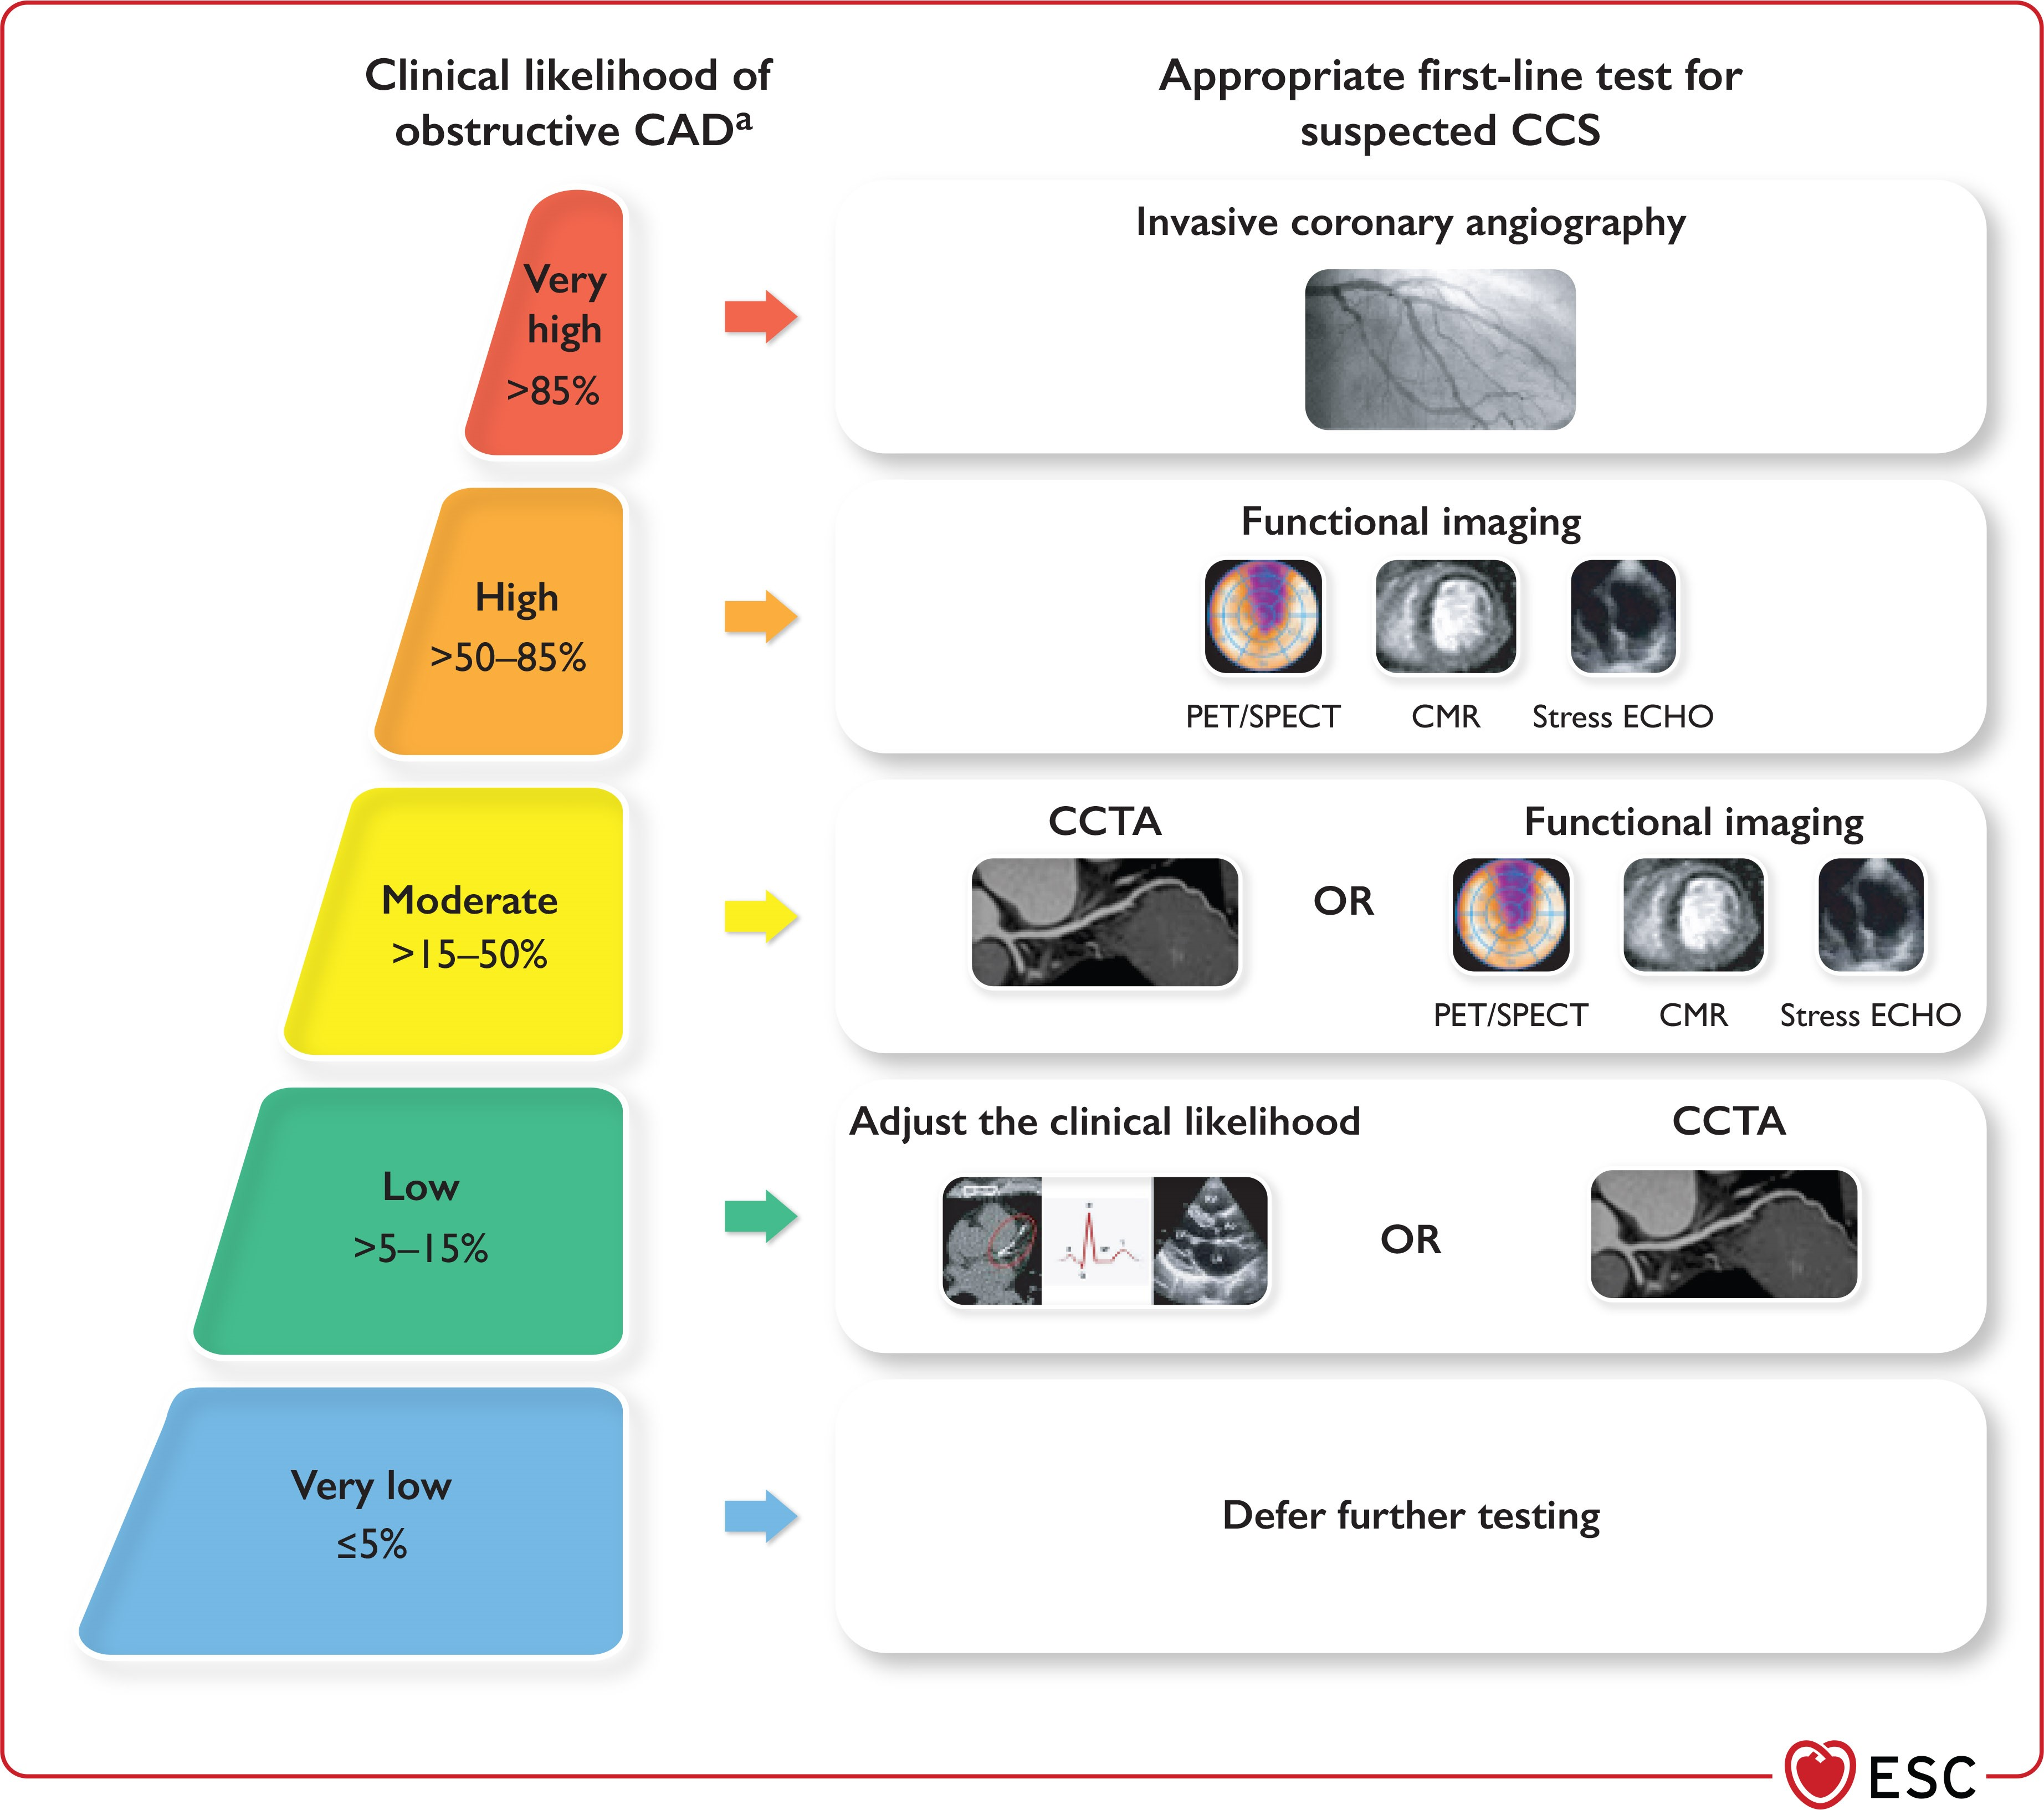 Clinical likelihood of
obstructive CADª
Appropriate first-line test for
suspected CCS
Very
high
>85%
Invasive coronary angiography
High
>50–85%
Functional imaging
PET/SPECT
CMR
Stress ECHO
Moderate
>15–50%
CCTA
OR
Functional imaging
PET/SPECT
CMR
Stress ECHO
Low
>5–15%
Adjust the clinical likelihood
OR
CCTA
Very low
≤5%
Defer further testing
ESC